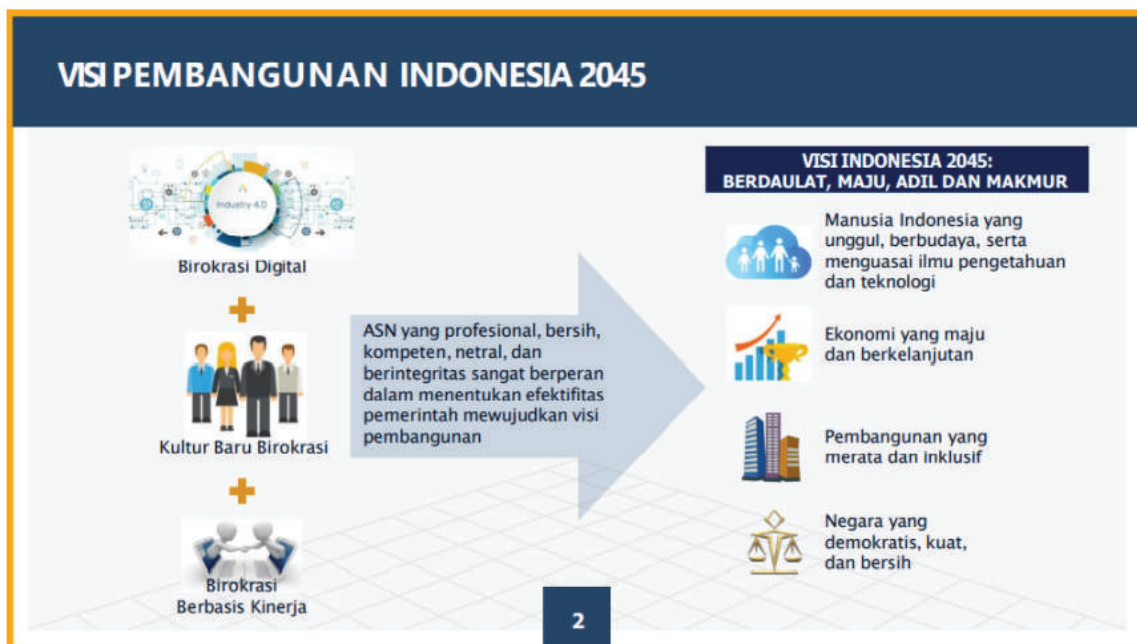 VISI PEMBANGUNAN INDONESIA 2045
Industry 4.0
Birokrasi Digital
Kultur Baru Birokrasi
Birokrasi
Berbasis Kinerja
ASN yang profesional, bersih,
kompeten, netral, dan
berintegritas sangat berperan
dalam menentukan efektifitas
pemerintah mewujudkan visi
pembangunan
VISI INDONESIA 2045:
BERDAULAT, MAJU, ADIL DAN MAKMUR
Manusia Indonesia yang
unggul, berbudaya, serta
menguasai ilmu pengetahuan
dan teknologi
Ekonomi yang maju
dan berkelanjutan
Pembangunan yang
merata dan inklusif
Negara yang
demokratis, kuat,
dan bersih
2